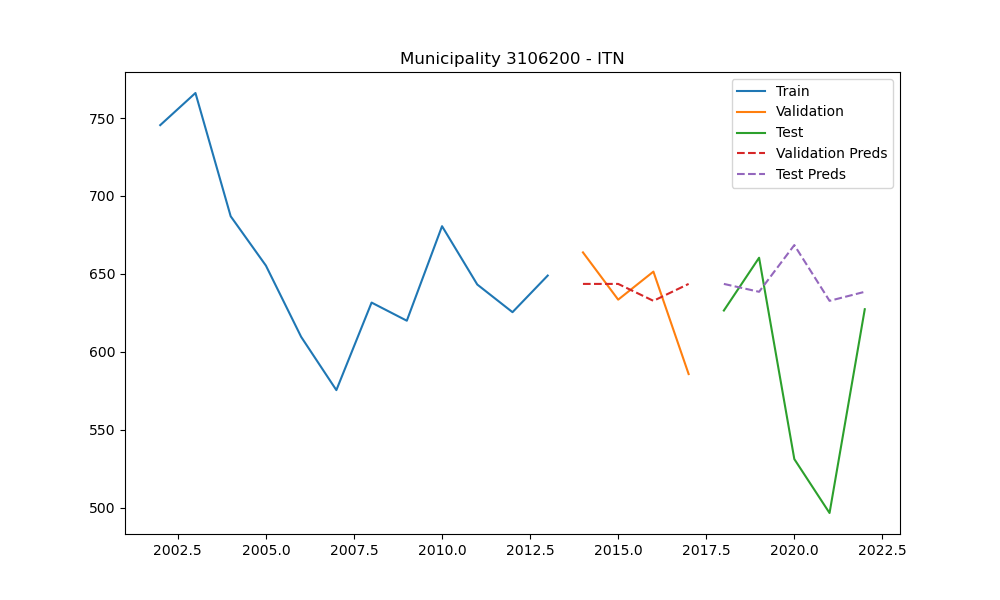 Municipality 3106200 - ITN
Train
Validation
Test
Validation Preds
Test Preds
750
700
650
600
550
500
2002.5 2005.0 2007.5 2010.0 2012.5 2015.0 2017.5 2020.0 2022.5